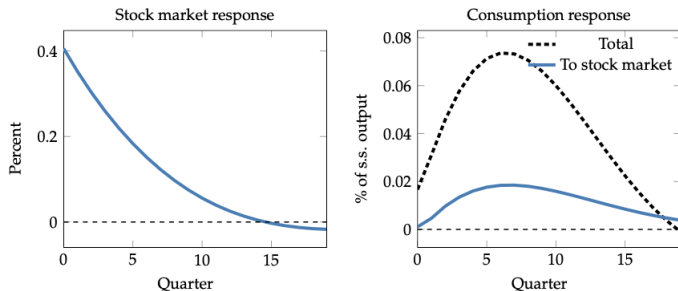 Stock market response
0.4
0.2
0
Percent
0
5
10
15
Quarter
Consumption response
Total
To stock market
0.08
0.06
0.04
0.02
0
% of s.s. output
0
5
10
15
Quarter